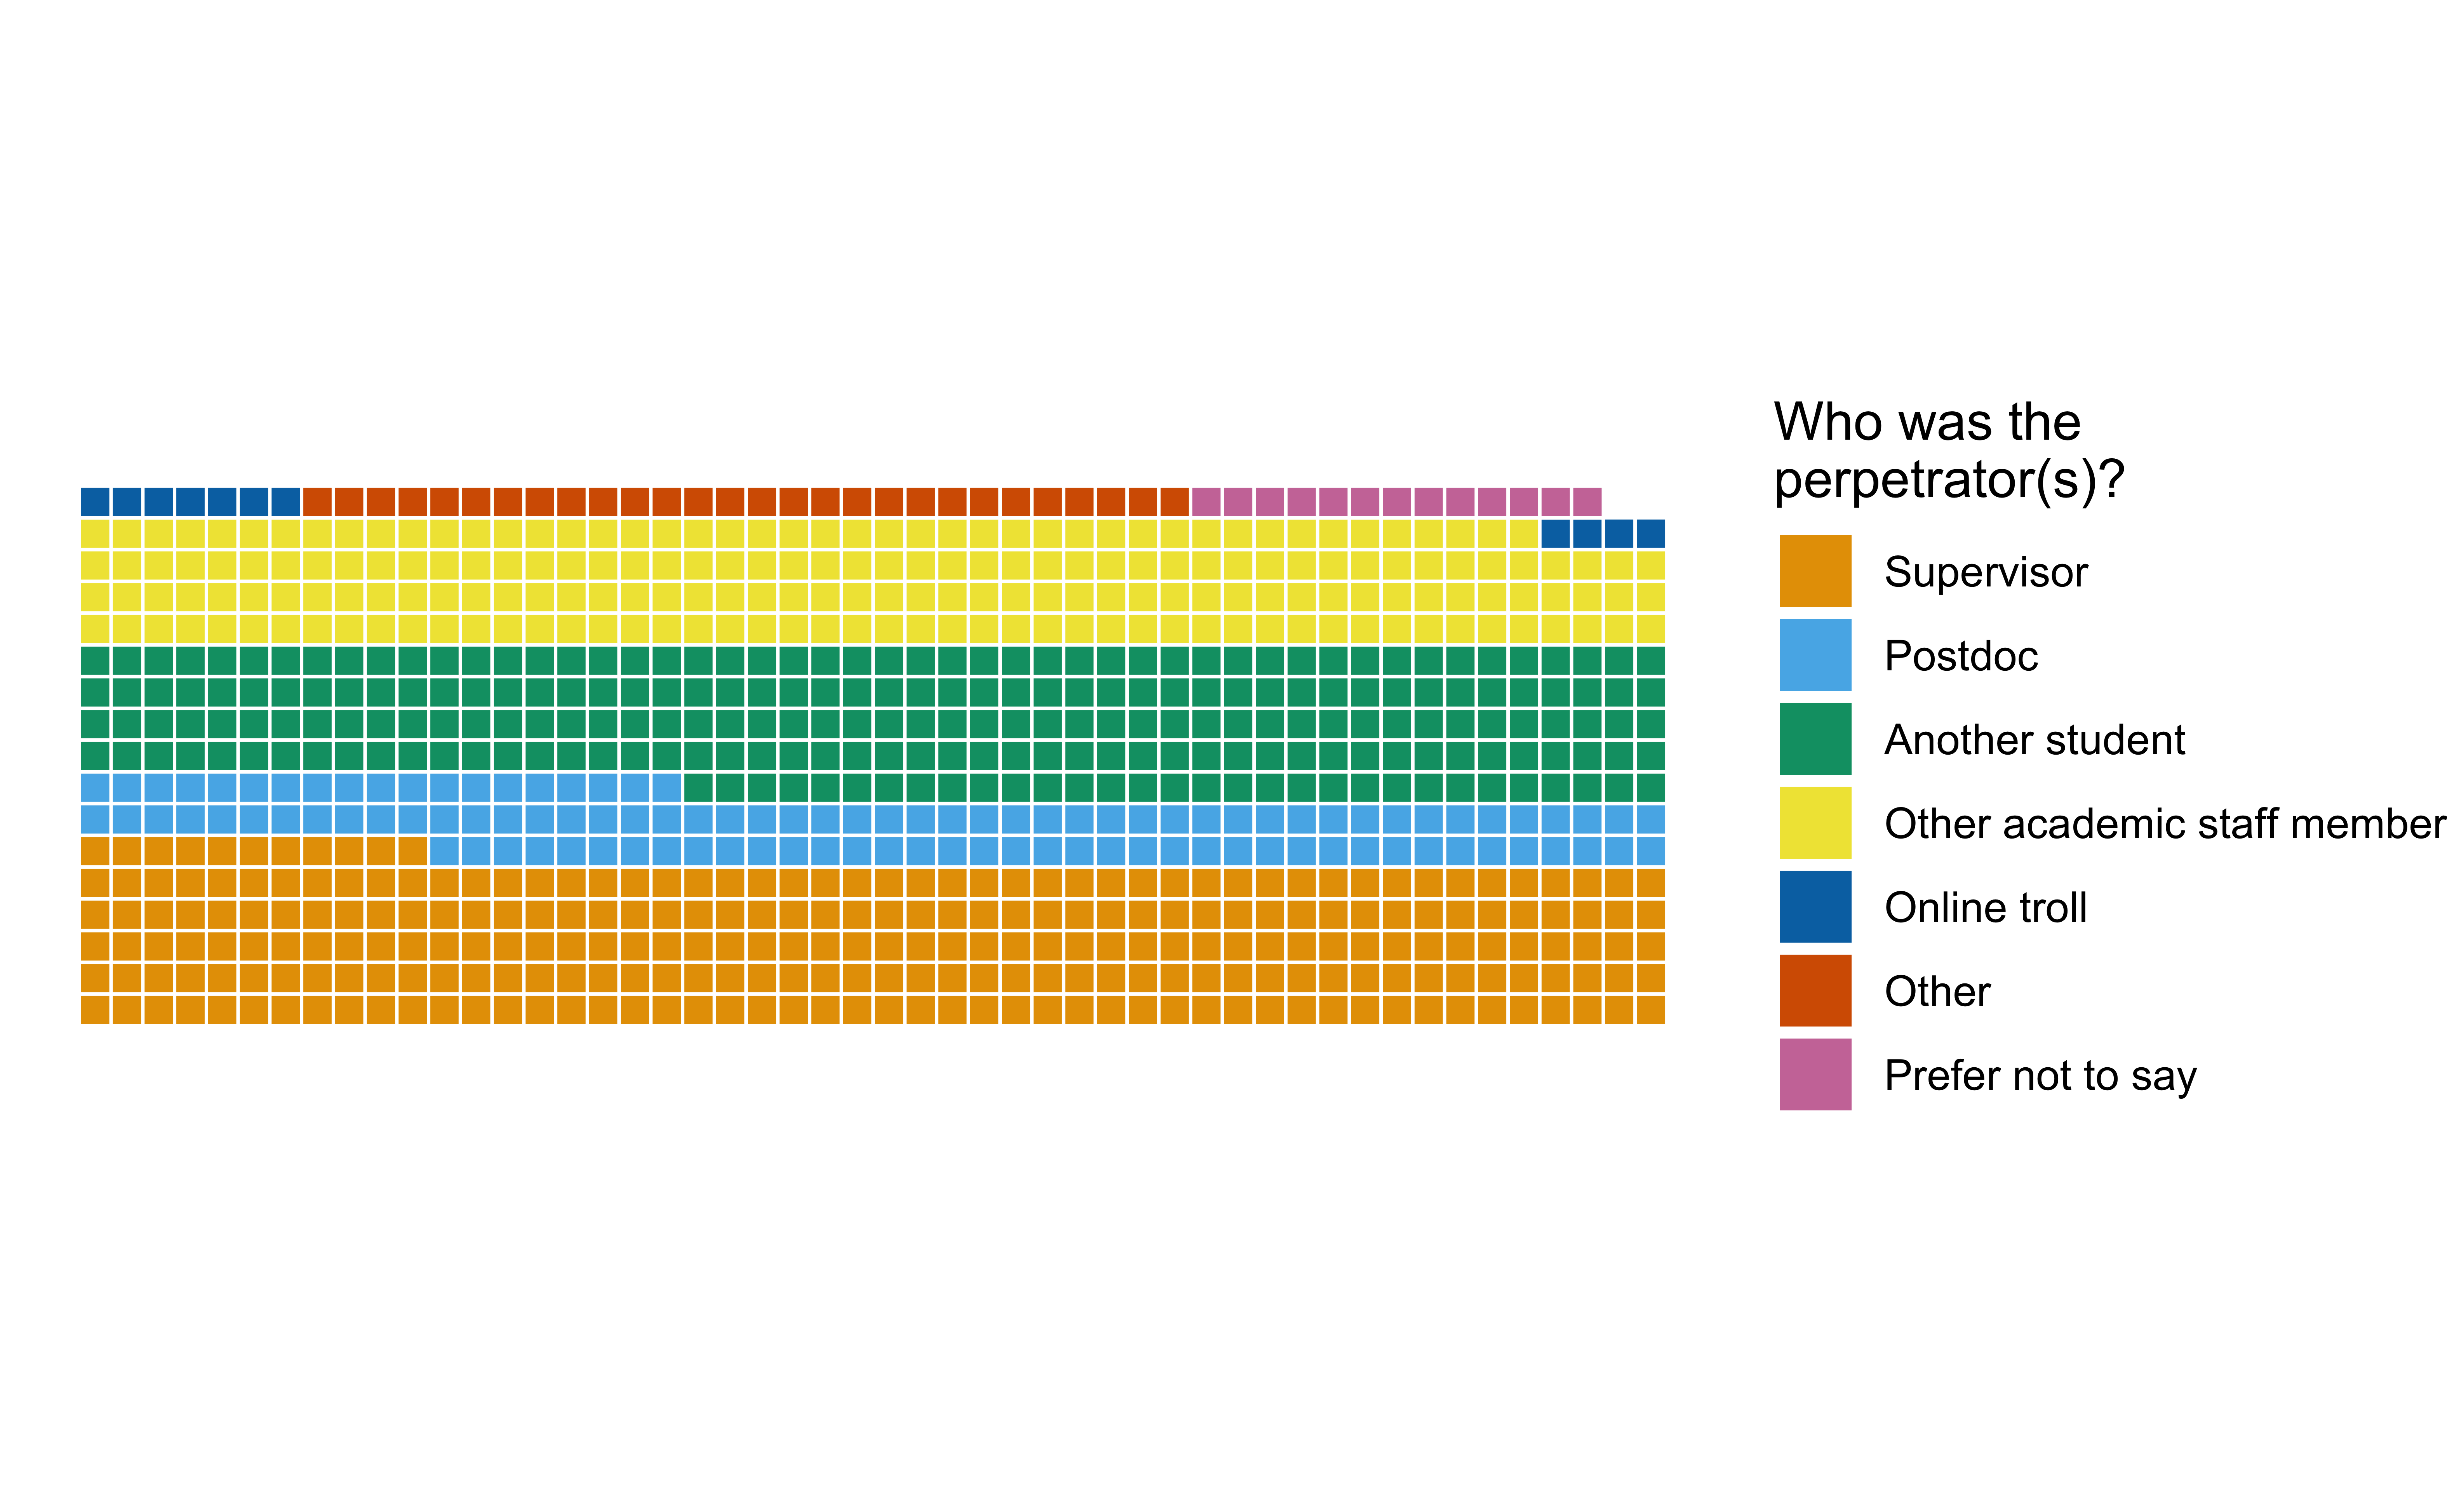 Who was the
perpetrator(s)?
Supervisor
Postdoc
Another student
Other academic staff member
Online troll
Other
Prefer not to say